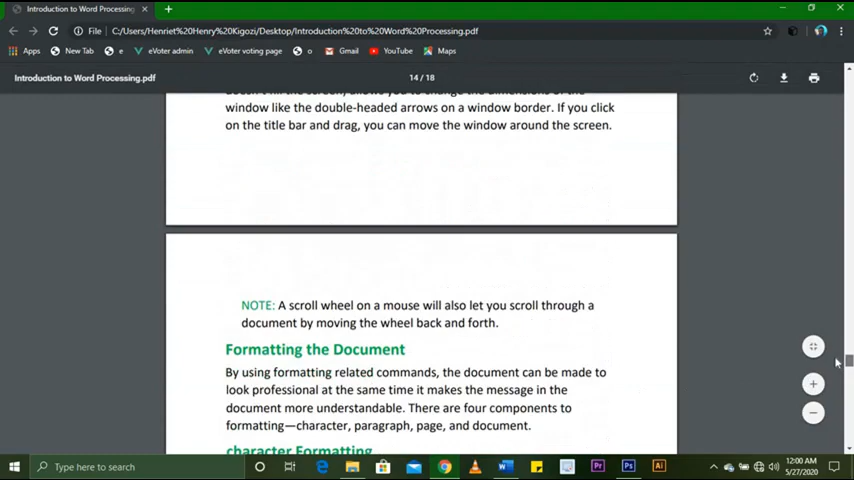 Introduction to Word Processing
File
C:/Users/Henriet%20Henry%20Kigozi/Desktop/Introduction%20to%20Word%20Processing.pdf
Apps
New Tab
e
eVoter admin
eVoter voting page
o
Gmail
YouTube
Maps
Introduction to Word Processing.pdf
14 / 18
window like the double-headed arrows on a window border. If you click
on the title bar and drag, you can move the window around the screen.
NOTE: A scroll wheel on a mouse will also let you scroll through a
document by moving the wheel back and forth.
Formatting the Document
By using formatting related commands, the document can be made to
look professional at the same time it makes the message in the
document more understandable. There are four components to
formatting—character, paragraph, page, and document.
character Formatting
Type here to search
Pr
Ps
Ai
12:00 AM
5/27/2020